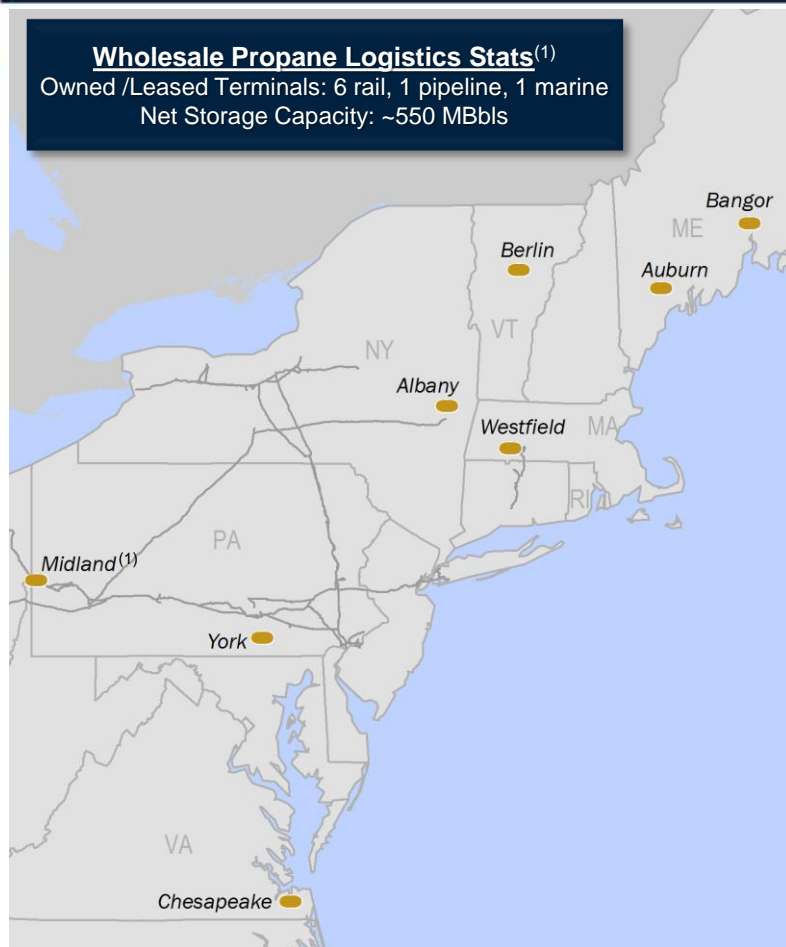 Wholesale Propane Logistics Stats(1)
Owned /Leased Terminals: 6 rail, 1 pipeline, 1 marine
Net Storage Capacity: ~550 MBbls
Bangor
ME
Berlin
Auburn
VT
NY
Albany
Westfield
MA
RI
PA
Midland(1)
York
VA
Chesapeake